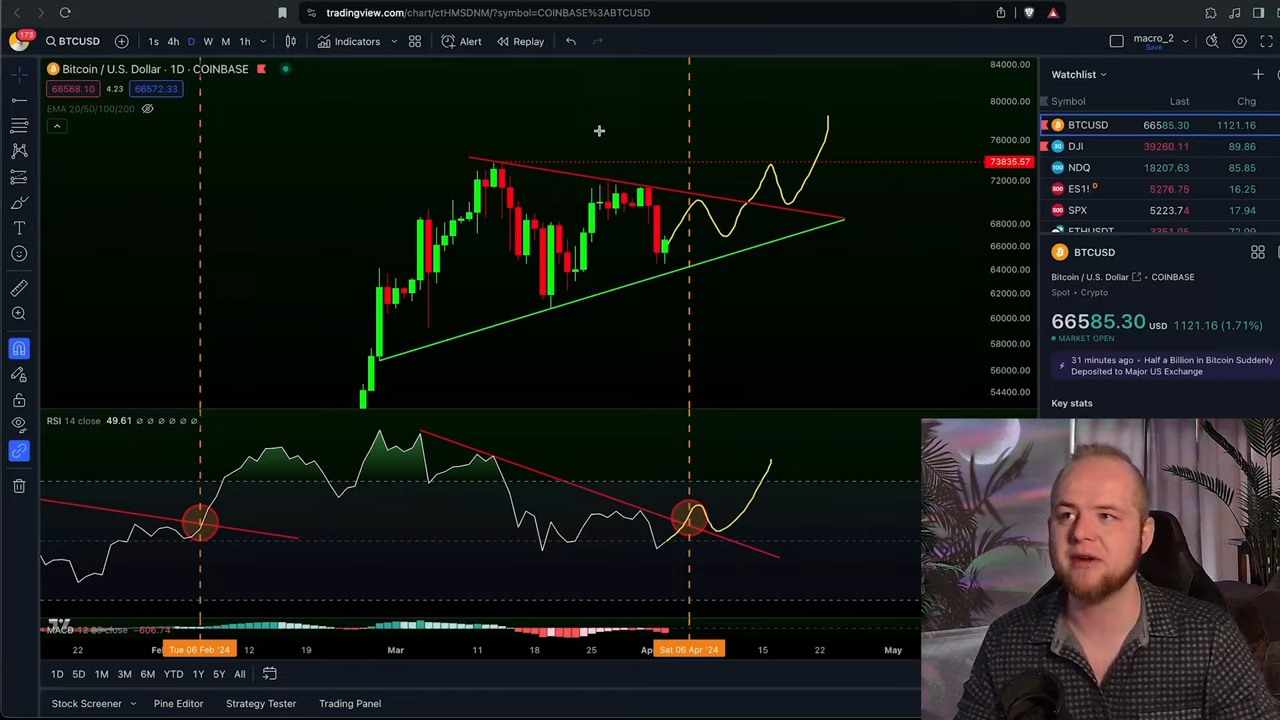 tradingview.com/chart/ctHMSDNM/?symbol=COINBASE%3ABTCUSD
173
BTCUSD
1s 4h D W M 1h
Indicators
Alert
Replay
macro_2
Save
Bitcoin / U.S. Dollar · 1D · COINBASE
66568.10 4.23 66572.33
EMA 20/50/100/200
84000.00
80000.00
76000.00
73835.57
72000.00
68000.00
66000.00
64000.00
62000.00
60000.00
58000.00
56000.00
54400.00
RSI 14 close 49.61 ∅ ∅ ∅ ∅ ∅ ∅
MACD 12 26 close -606.74
22 Tue 06 Feb '24 12 19 Mar 11 18 25 Sat 06 Apr '24 15 22 May
1D 5D 1M 3M 6M YTD 1Y 5Y All
Stock Screener Pine Editor Strategy Tester Trading Panel
Watchlist
Symbol Last Chg
BTCUSD 66585.30 1121.16
DJI 39260.11 89.86
NDQ 18207.63 85.85
ES1! D 5276.75 16.25
SPX 5223.74 17.94
ETHUSDT 3351.05 72.99
BTCUSD
Bitcoin / U.S. Dollar · COINBASE
Spot · Crypto
66585.30 USD 1121.16 (1.71%)
MARKET OPEN
31 minutes ago · Half a Billion in Bitcoin Suddenly
Deposited to Major US Exchange
Key stats